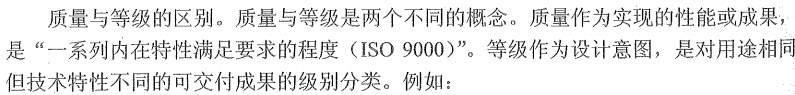 质量与等级的区别。质量与等级是两个不同的概念。质量作为实现的性能或成果，
是“一系列内在特性满足要求的程度（ISO 9000）”。等级作为设计意图，是对用途相同
但技术特性不同的可交付成果的级别分类。例如：